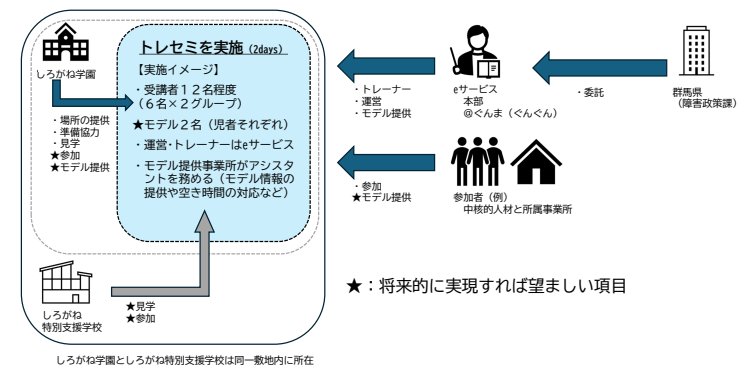 しろがね学園
・場所の提供
・準備協力
・見学
★参加
★モデル提供
トレセミを実施（2days）
【実施イメージ】
・受講者１２名程度
（６名×２グループ）
★モデル２名（児者それぞれ）
・運営・トレーナーはeサービス
・モデル提供事業所がアシスタ
ントを務める（モデル情報の
提供や空き時間の対応など）
・トレーナー
・運営
・モデル提供
eサービス
本部
@ぐんま（ぐんぐん）
・委託
群馬県
（障害政策課）
・参加
★モデル提供
参加者（例）
中核的人材と所属事業所
しろがね
特別支援学校
★見学
★参加
★：将来的に実現すれば望ましい項目
しろがね学園としろがね特別支援学校は同一敷地内に所在